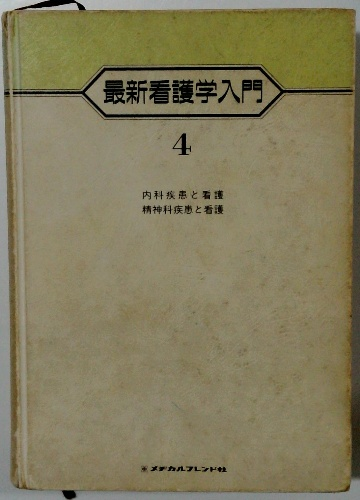 最新看護学入門
4
内科疾患と看護
精神科疾患と看護
メヂカルフレンド社